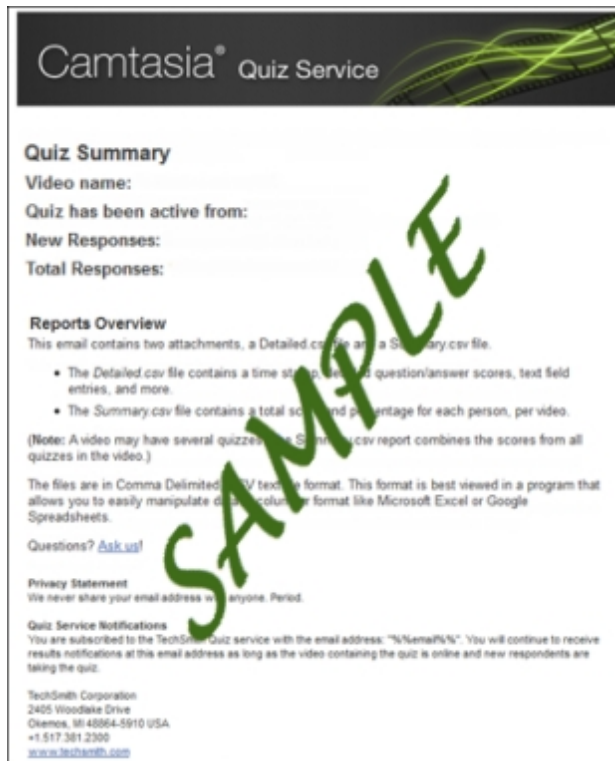 Camtasia® Quiz Service
Quiz Summary
Video name:
Quiz has been active from:
New Responses:
Total Responses:
Reports Overview
This email contains two attachments, a Detailed.csv file and a Summary.csv file.
• The Detailed.csv file contains a time stamp, detailed question/answer scores, text field
entries, and more.
• The Summary.csv file contains a total score and percentage for each person, per video.
(Note: A video may have several quizzes. The Summary.csv report combines the scores from all
quizzes in the video.)
The files are in Comma Delimited CSV text file format. This format is best viewed in a program that
allows you to easily manipulate data in column or format like Microsoft Excel or Google
Spreadsheets.
Questions? Ask us!
Privacy Statement
We never share your email address with anyone. Period.
Quiz Service Notifications
You are subscribed to the TechSmith Quiz service with the email address: "%%email%%". You will continue to receive
results notifications at this email address as long as the video containing the quiz is online and new respondents are
taking the quiz.
TechSmith Corporation
2405 Woodlake Drive
Okemos, MI 48864-5910 USA
+1.517.381.2300
www.techsmith.com
SAMPLE